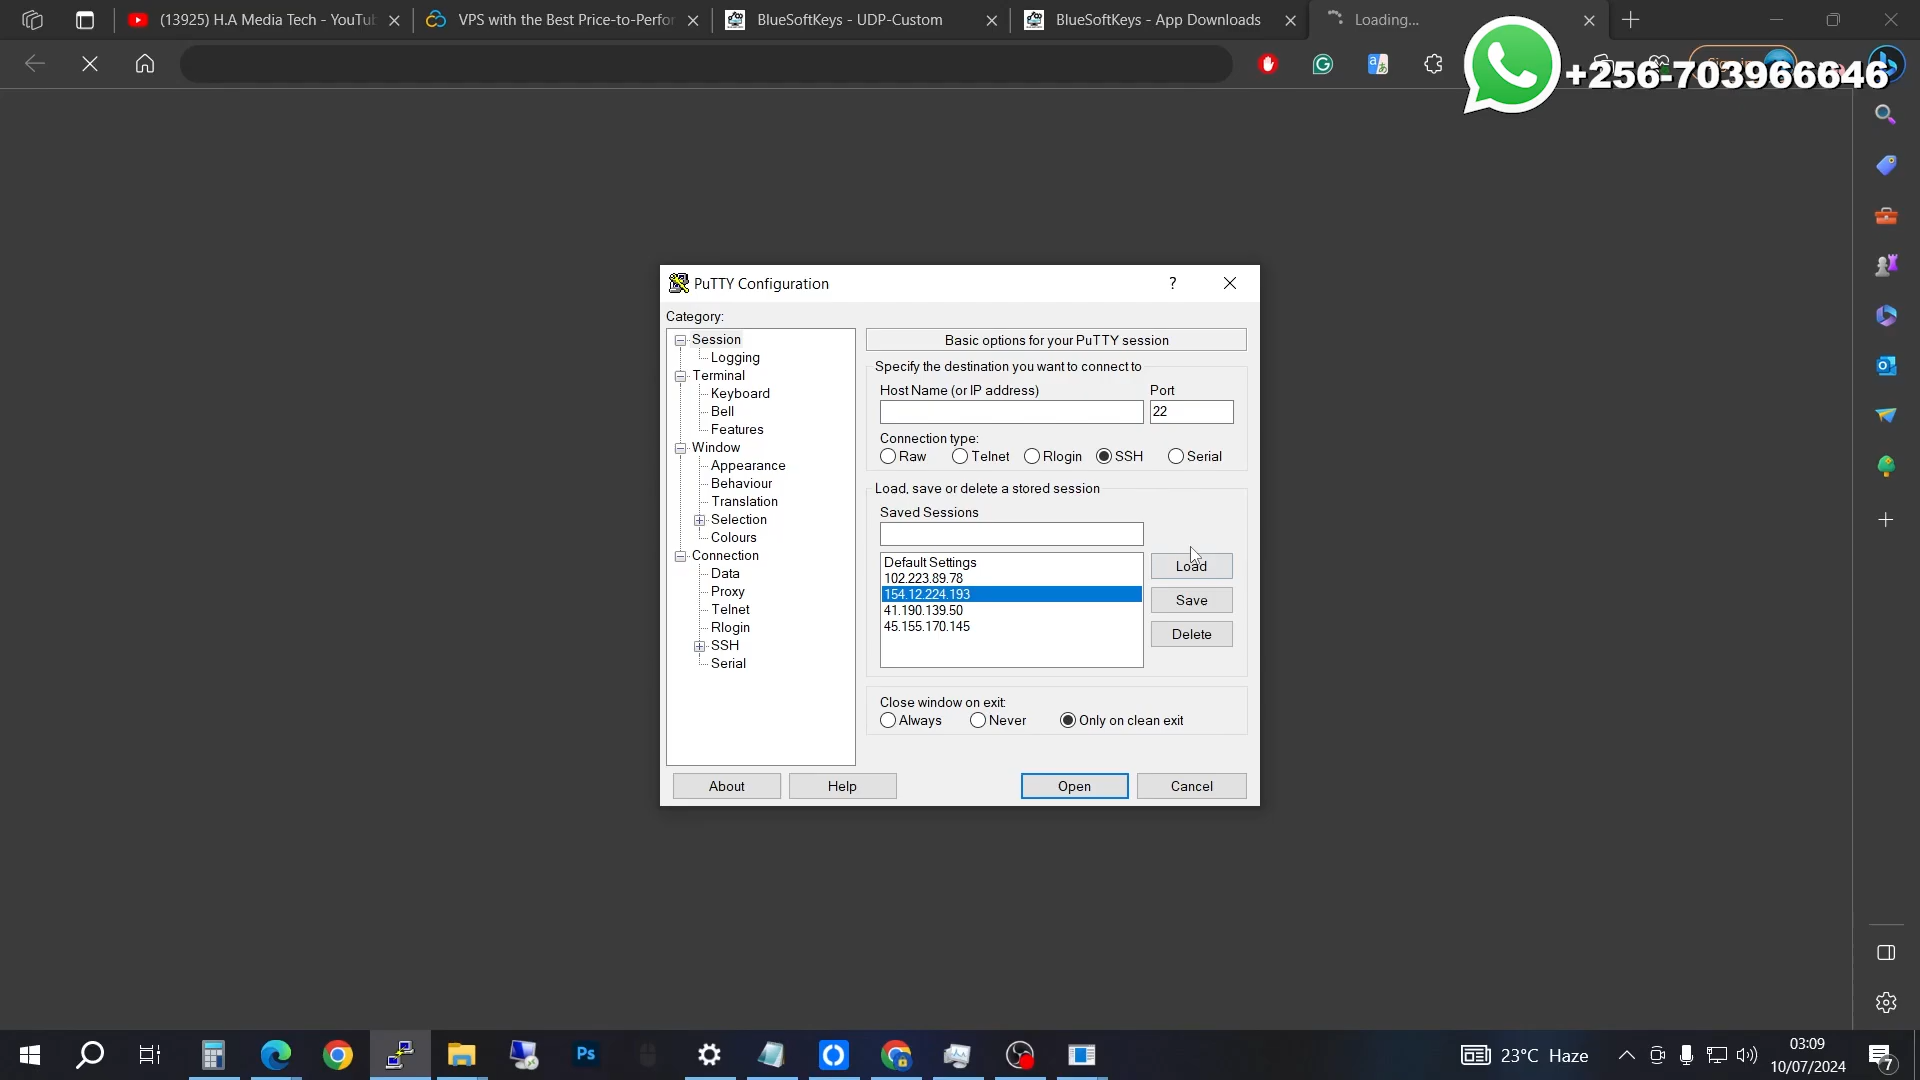 (13925) H.A Media Tech - YouTu
VPS with the Best Price-to-Perfor
BlueSoftKeys - UDP-Custom
BlueSoftKeys - App Downloads
Loading...
+256-703966646
PuTTY Configuration
?
Category:
Session
Logging
Terminal
Keyboard
Bell
Features
Window
Appearance
Behaviour
Translation
Selection
Colours
Connection
Data
Proxy
Telnet
Rlogin
SSH
Serial
Basic options for your PuTTY session
Specify the destination you want to connect to
Host Name (or IP address)
Port
22
Connection type:
Raw
Telnet
Rlogin
SSH
Serial
Load, save or delete a stored session
Saved Sessions
Default Settings
102.223.89.78
154.12.224.193
41.190.139.50
45.155.170.145
Load
Save
Delete
Close window on exit:
Always
Never
Only on clean exit
About
Help
Open
Cancel
Ps
23°C Haze
03:09
10/07/2024
7